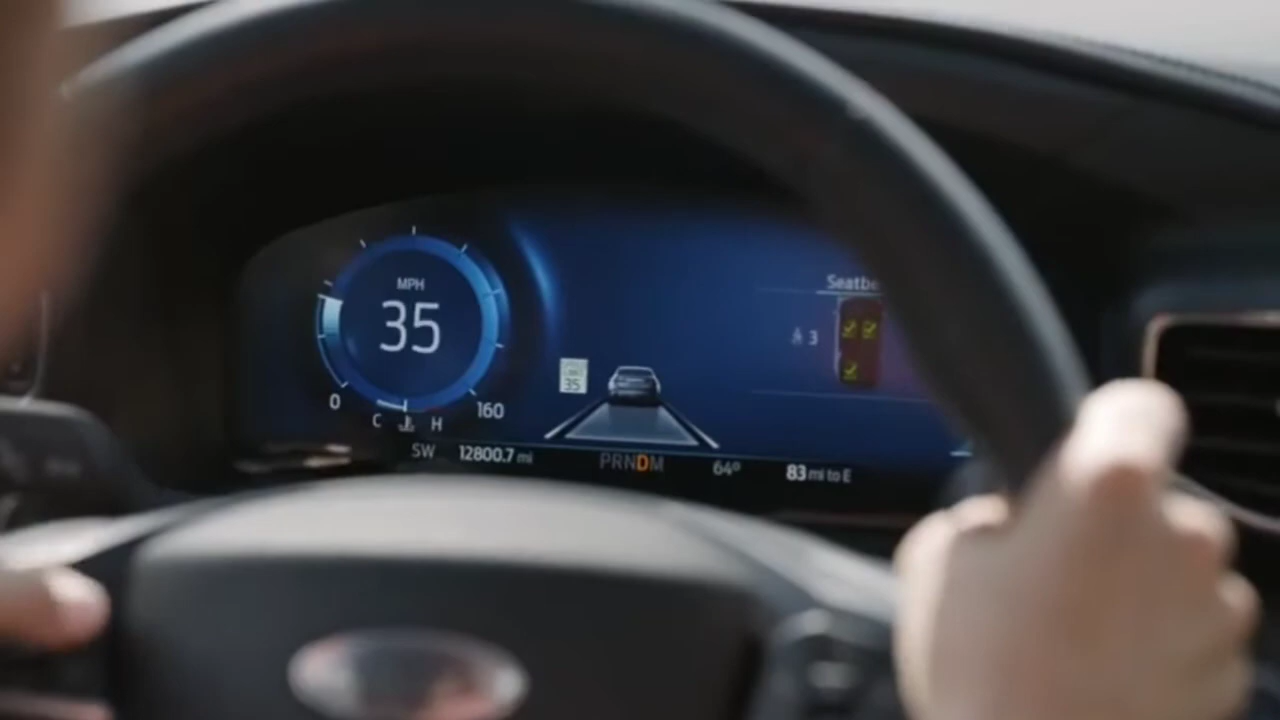 MPH
35
0
160
C H
35
Seatbe
3
SW 12800.7 mi PRNDM 64° 83 mi to E